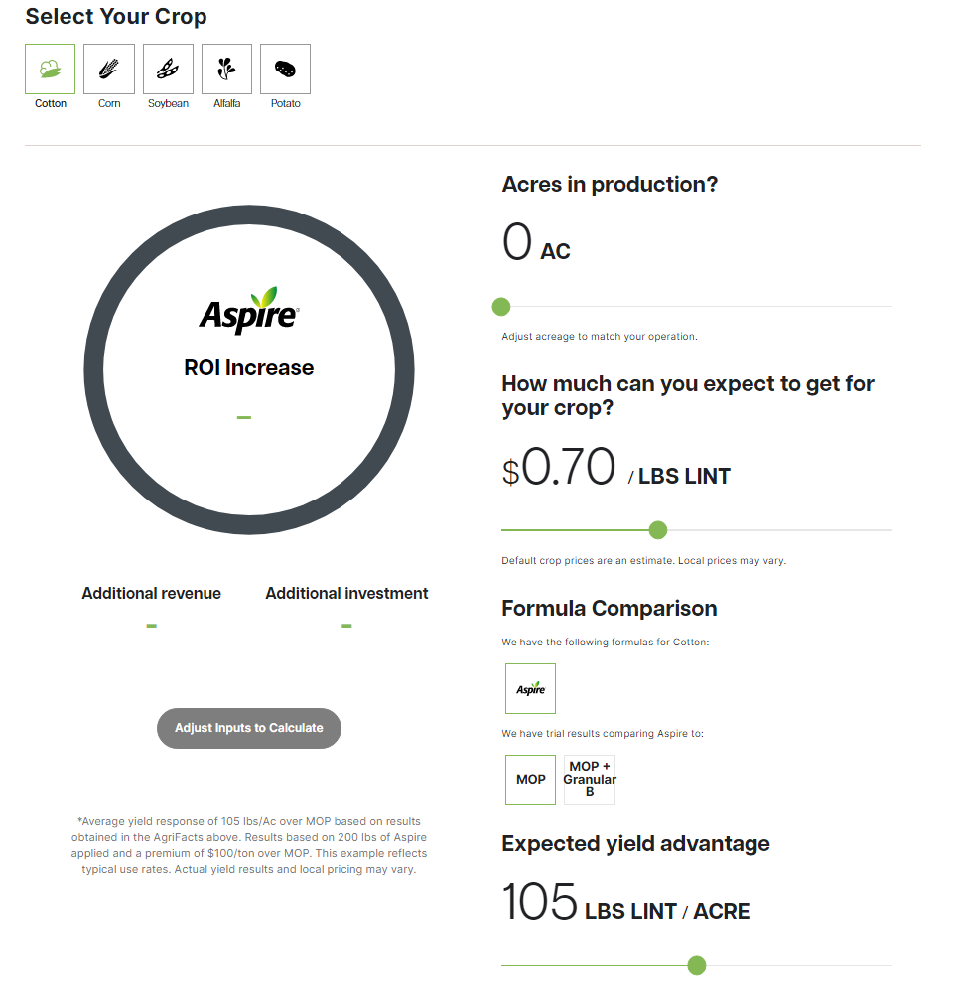 Select Your Crop
Cotton
Corn
Soybean
Alfalfa
Potato
Aspire®
ROI Increase
–
Additional revenue
–
Additional investment
–
Adjust Inputs to Calculate
*Average yield response of 105 lbs/Ac over MOP based on results
obtained in the AgriFacts above. Results based on 200 lbs of Aspire
applied and a premium of $100/ton over MOP. This example reflects
typical use rates. Actual yield results and local pricing may vary.
Acres in production?
0 AC
Adjust acreage to match your operation.
How much can you expect to get for
your crop?
$0.70 / LBS LINT
Default crop prices are an estimate. Local prices may vary.
Formula Comparison
We have the following formulas for Cotton:
Aspire
We have trial results comparing Aspire to:
MOP
MOP +
Granular
B
Expected yield advantage
105 LBS LINT / ACRE